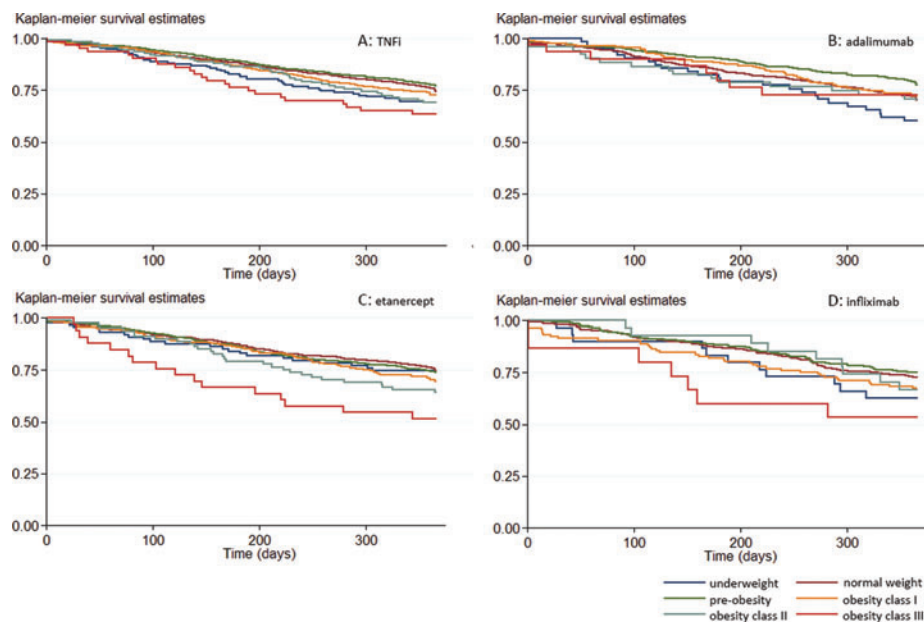 Kaplan-meier survival estimates
A: TNFi
1.00
0.75
0.50
0.25
0.00
0 100 200 300
Time (days)
Kaplan-meier survival estimates
B: adalimumab
1.00
0.75
0.50
0.25
0.00
0 100 200 300
Time (days)
Kaplan-meier survival estimates
C: etanercept
1.00
0.75
0.50
0.25
0.00
0 100 200 300
Time (days)
Kaplan-meier survival estimates
D: infliximab
1.00
0.75
0.50
0.25
0.00
0 100 200 300
Time (days)
underweight normal weight
pre-obesity obesity class I
obesity class II obesity class III